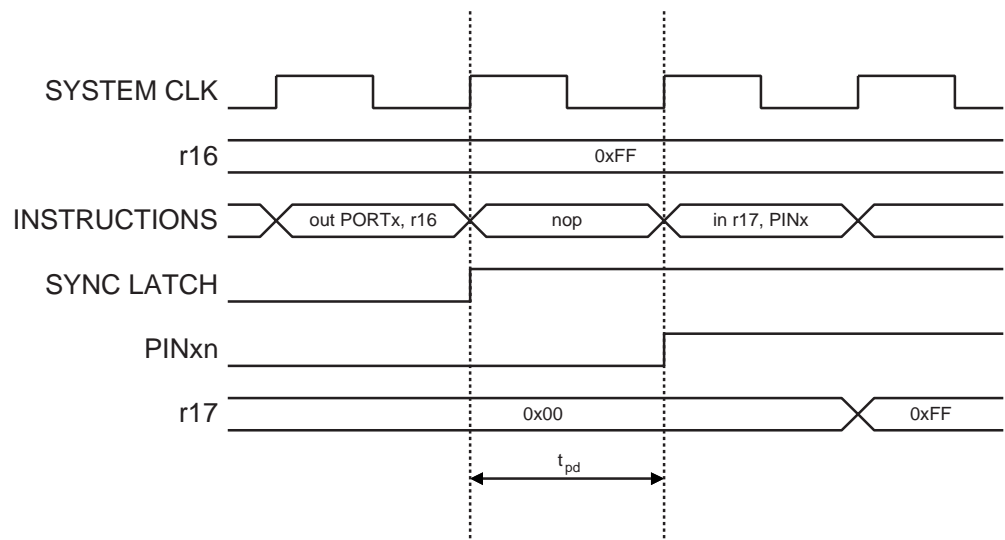 SYSTEM CLK
r16 0xFF
INSTRUCTIONS out PORTx, r16 nop in r17, PINx
SYNC LATCH
PINxn
r17 0x00 0xFF
tpd